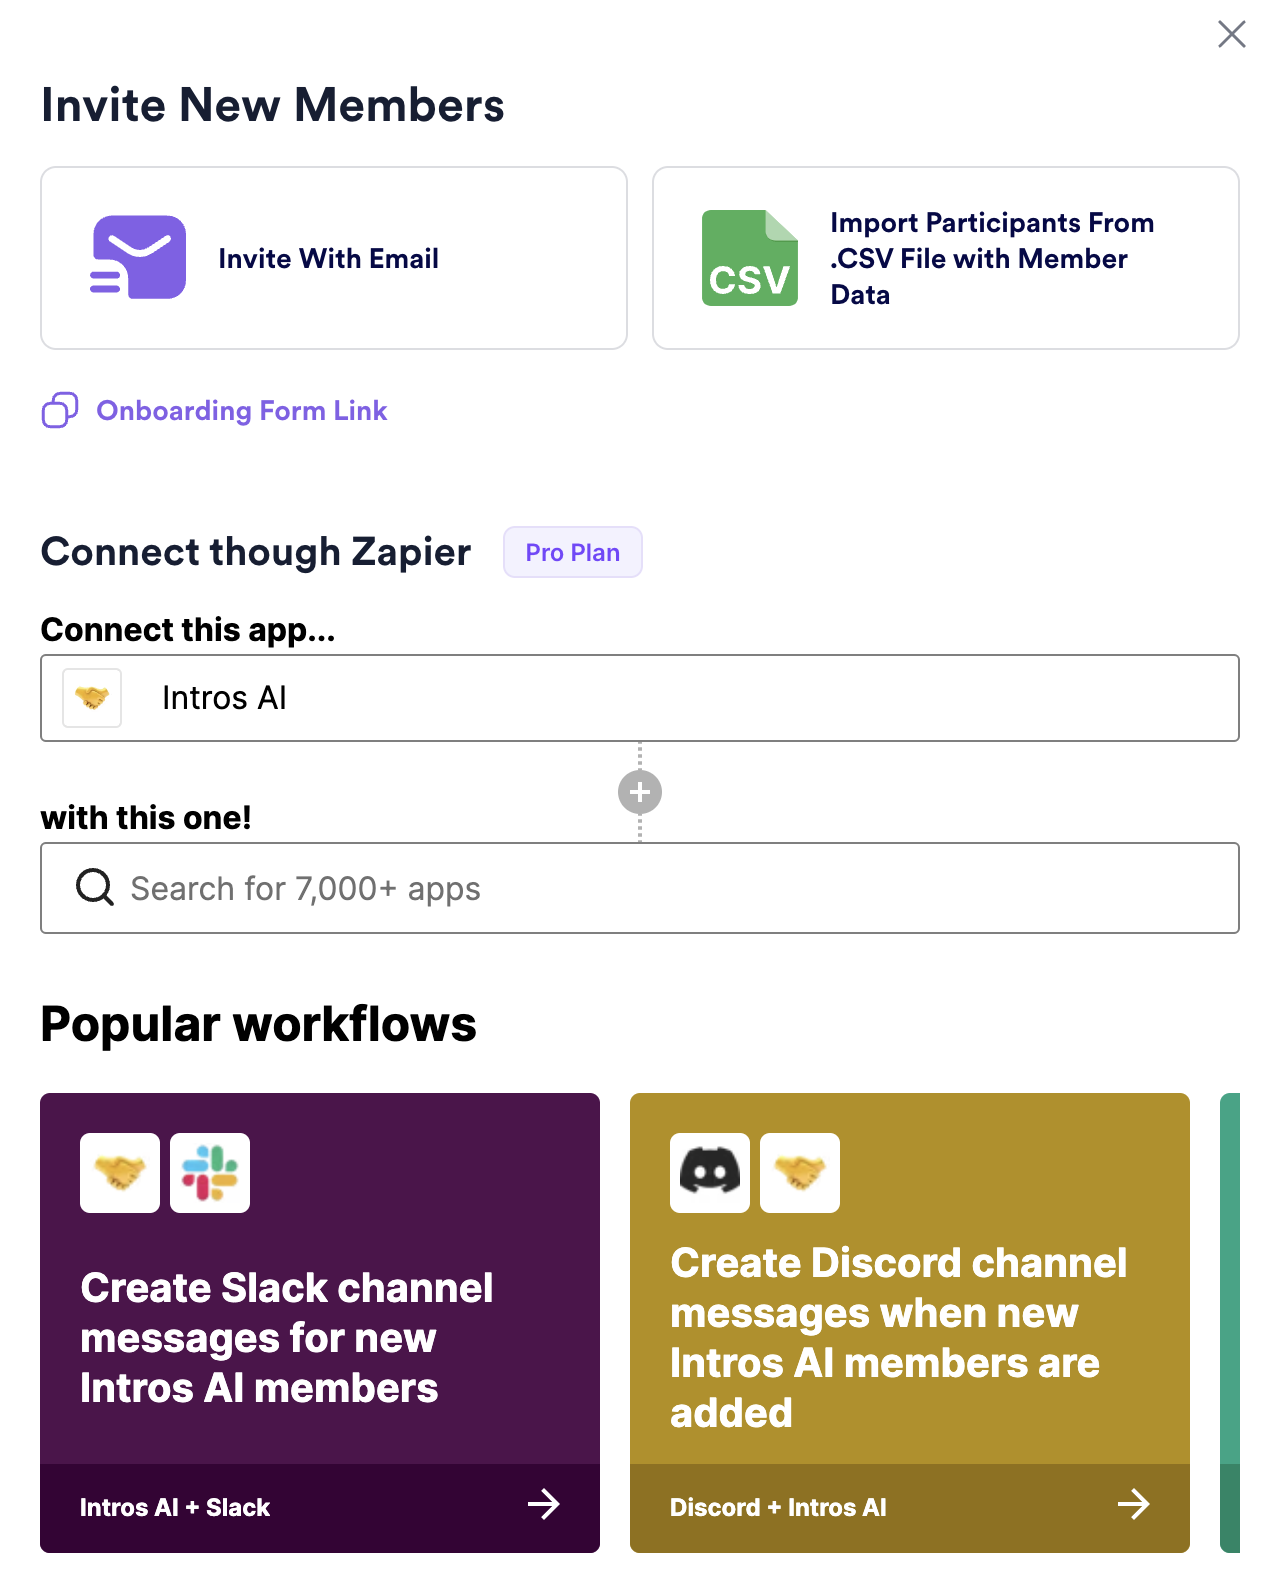 Invite New Members
Invite With Email
CSV
Import Participants From
.CSV File with Member
Data
Onboarding Form Link
Connect though Zapier
Pro Plan
Connect this app...
Intros AI
with this one!
Search for 7,000+ apps
Popular workflows
Create Slack channel
messages for new
Intros AI members
Intros AI + Slack
Create Discord channel
messages when new
Intros AI members are
added
Discord + Intros AI